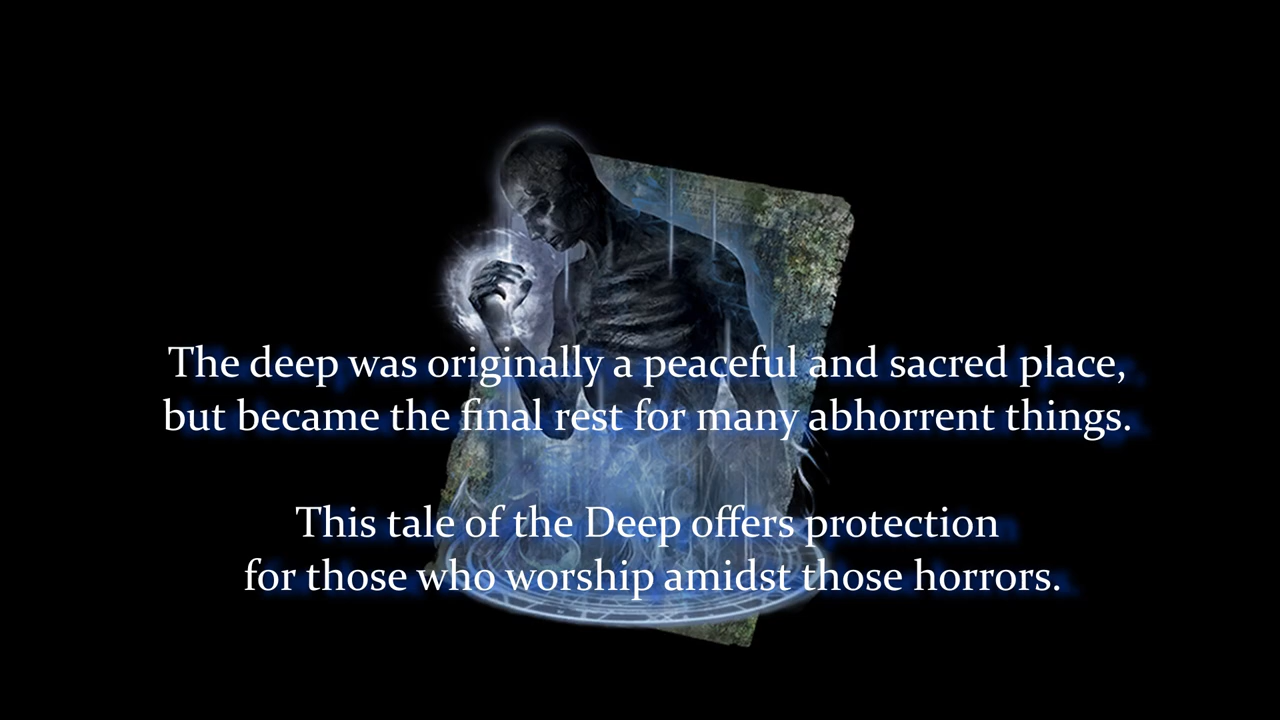 The deep was originally a peaceful and sacred place,
but became the final rest for many abhorrent things.
This tale of the Deep offers protection
for those who worship amidst those horrors.